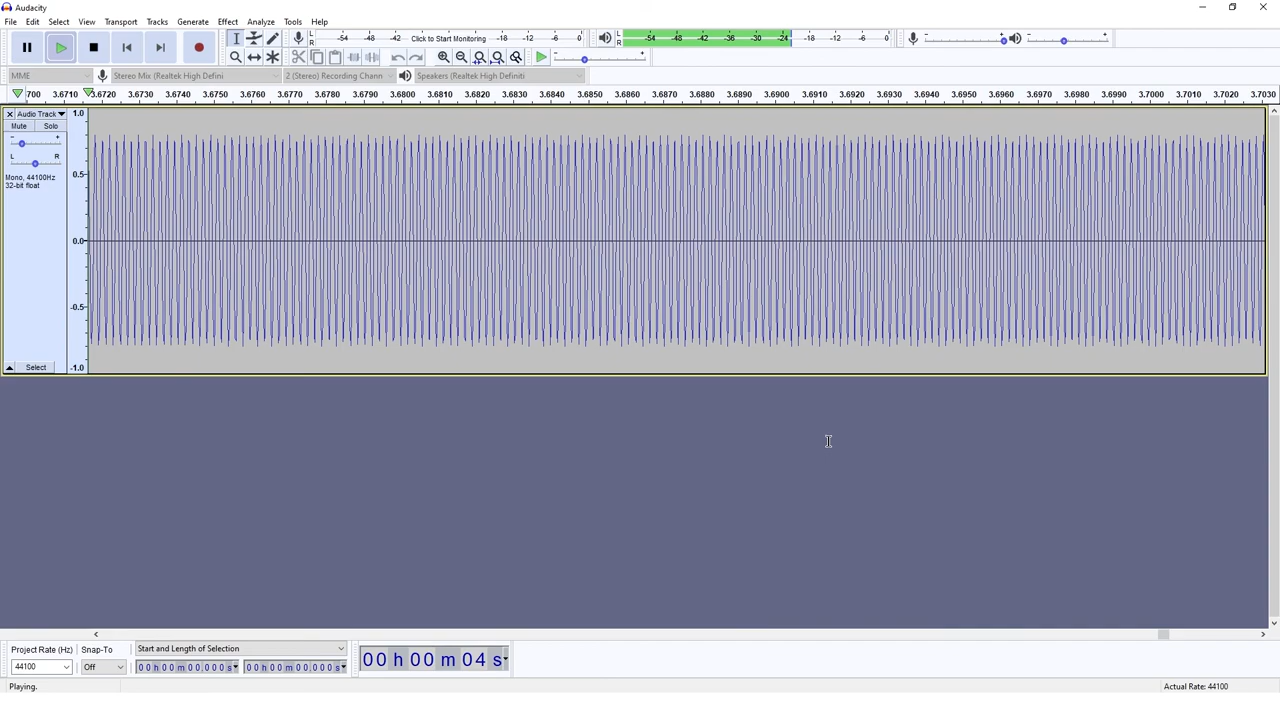 Audacity
File Edit Select View Transport Tracks Generate Effect Analyze Tools Help
L R -54 -48 -42 Click to Start Monitoring -18 -12 -6 0 L R -54 -48 -42 -36 -30 -24 -18 -12 -6 0 - + - +
- +
MME Stereo Mix (Realtek High Defini 2 (Stereo) Recording Chann Speakers (Realtek High Definiti
700 3.6710 3.6720 3.6730 3.6740 3.6750 3.6760 3.6770 3.6780 3.6790 3.6800 3.6810 3.6820 3.6830 3.6840 3.6850 3.6860 3.6870 3.6880 3.6890 3.6900 3.6910 3.6920 3.6930 3.6940 3.6950 3.6960 3.6970 3.6980 3.6990 3.7000 3.7010 3.7020 3.7030
Audio Track 1.0
Mute Solo
- +
L R
Mono, 44100Hz
32-bit float
0.5
0.0
-0.5
Select -1.0
Project Rate (Hz) Snap-To Start and Length of Selection
44100 Off 00 h 00 m 00.000 s 00 h 00 m 00.000 s 00 h 00 m 04 s
Playing. Actual Rate: 44100